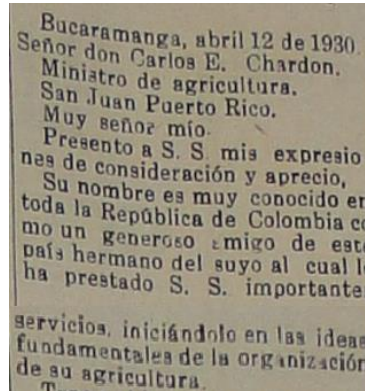 Bucaramanga, abril 12 de 1930.
Señor don Carlos E. Chardon.
Ministro de agricultura.
San Juan Puerto Rico.
Muy señor mío.
Presento a S. S. mis expresio
nes de consideración y aprecio,
Su nombre es muy conocido en
toda la República de Colombia co
mo un generoso amigo de este
país hermano del suyo al cual l
ha prestado S. S. importante
servicios, iniciándolo en las ideas
fundamentales de la organización
de su agricultura.